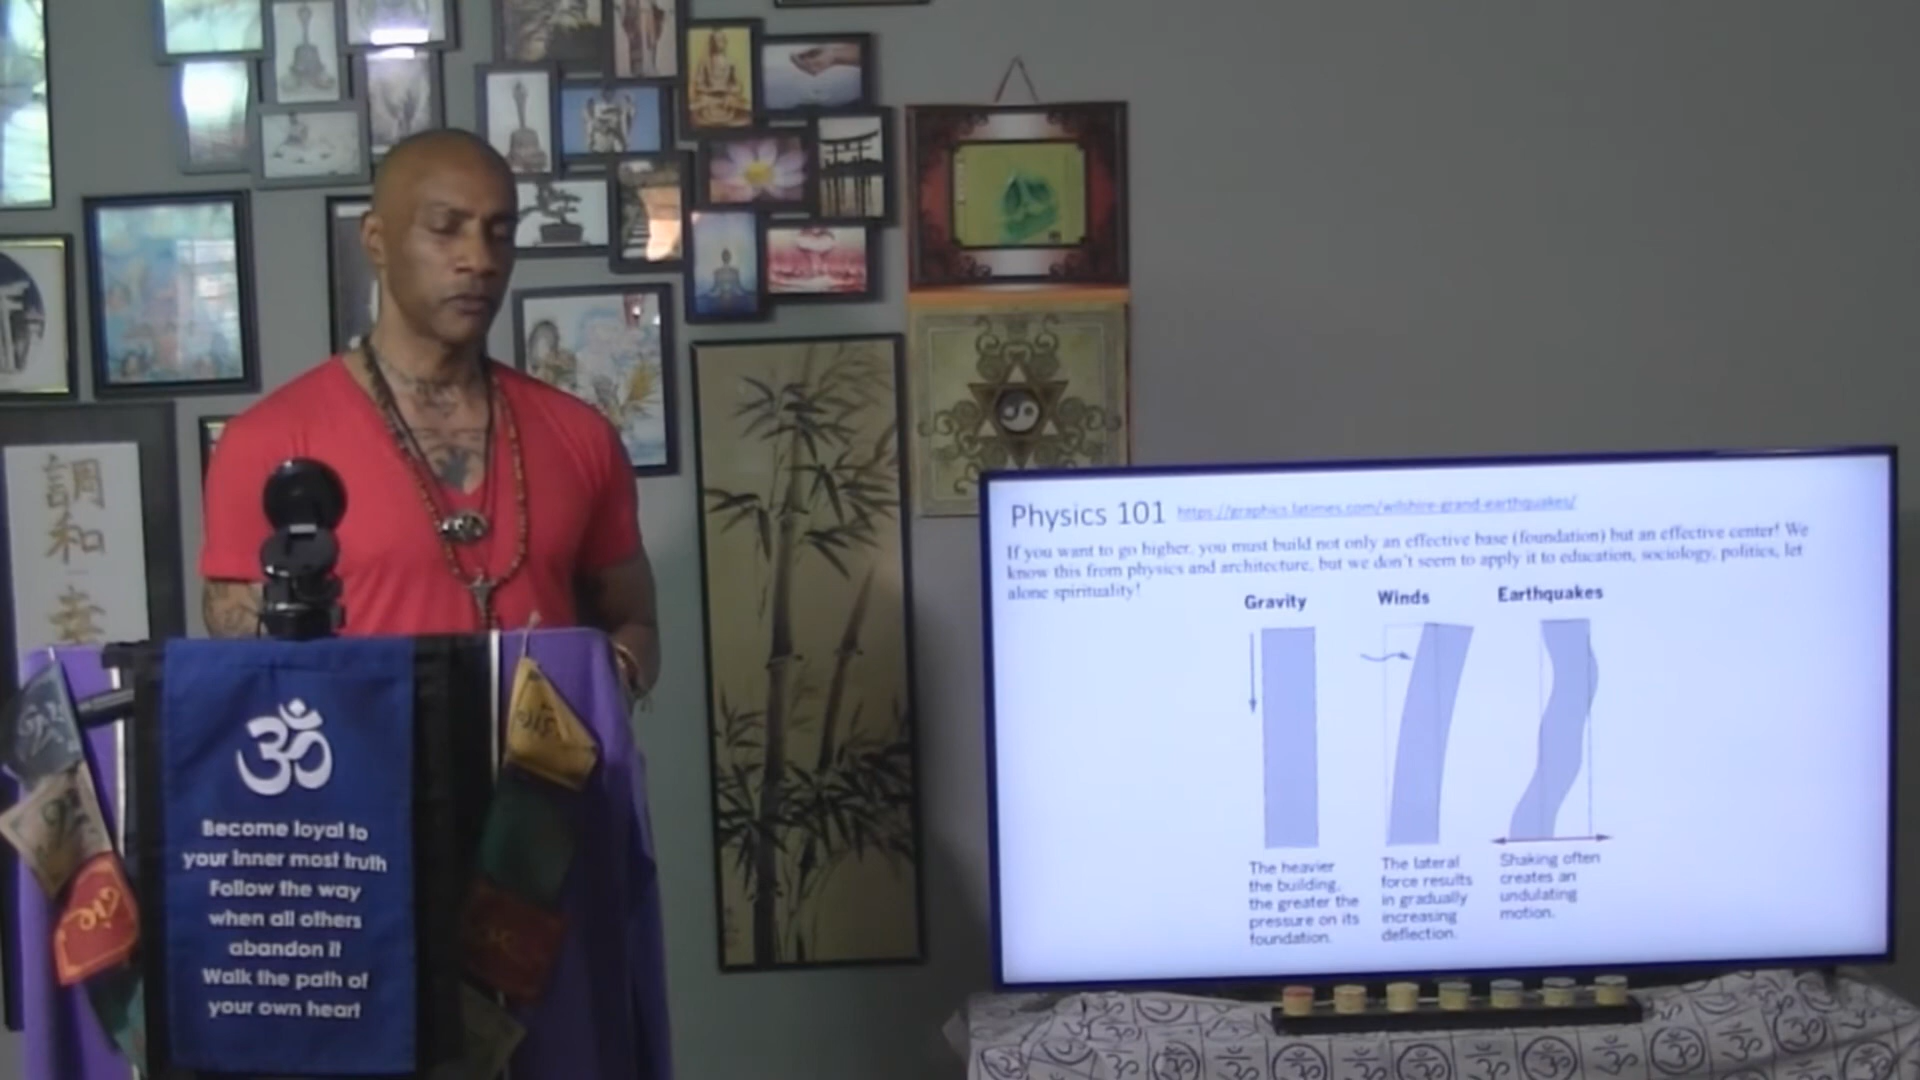 調
和
幸
Become loyal to
your inner most truth
Follow the way
when all others
abandon it
Walk the path of
your own heart
Physics 101 https://graphics.latimes.com/wilshire-grand-earthquakes/
If you want to go higher, you must build not only an effective base (foundation) but an effective center! We
know this from physics and architecture, but we don't seem to apply it to education, sociology, politics, let
alone spirituality!
Gravity
Winds
Earthquakes
The heavier
the building,
the greater the
pressure on its
foundation.
The lateral
force results
in gradually
increasing
deflection.
Shaking often
creates an
undulating
motion.